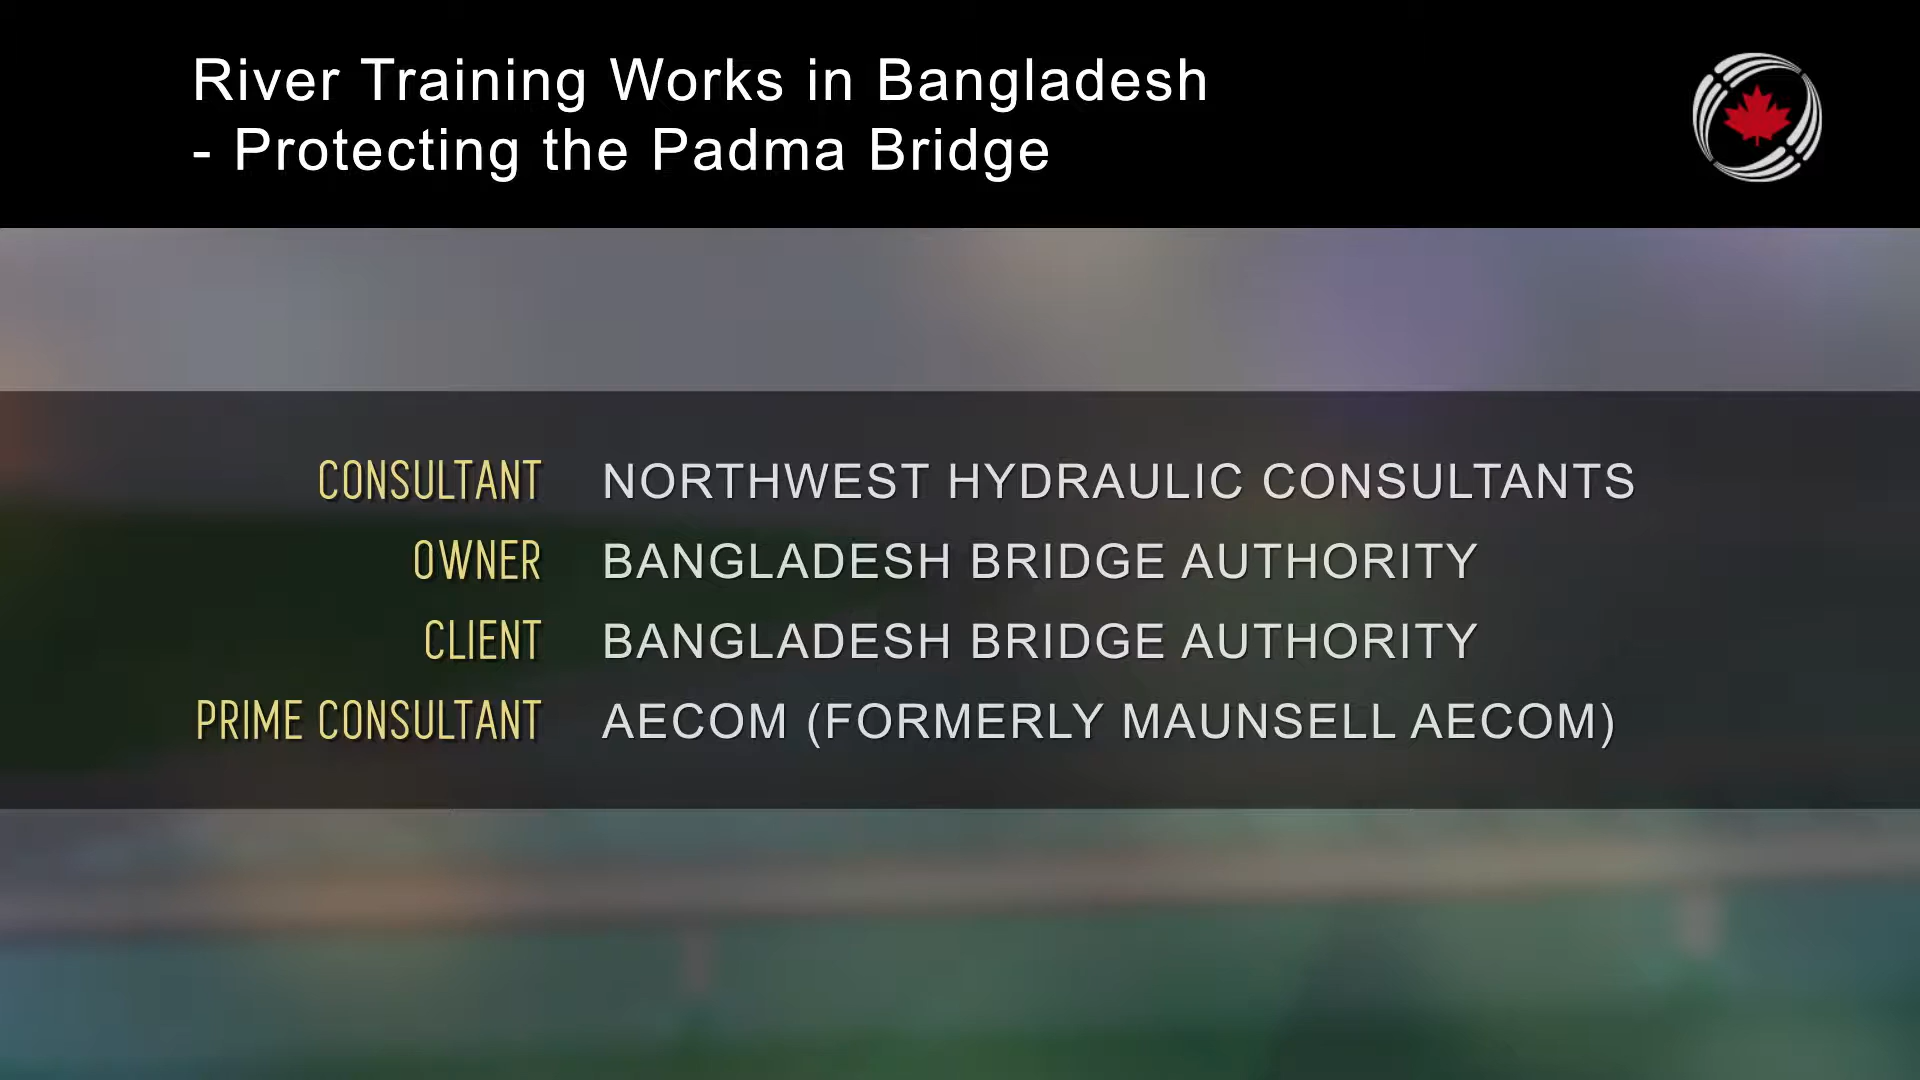 River Training Works in Bangladesh
- Protecting the Padma Bridge
CONSULTANT NORTHWEST HYDRAULIC CONSULTANTS
OWNER BANGLADESH BRIDGE AUTHORITY
CLIENT BANGLADESH BRIDGE AUTHORITY
PRIME CONSULTANT AECOM (FORMERLY MAUNSELL AECOM)